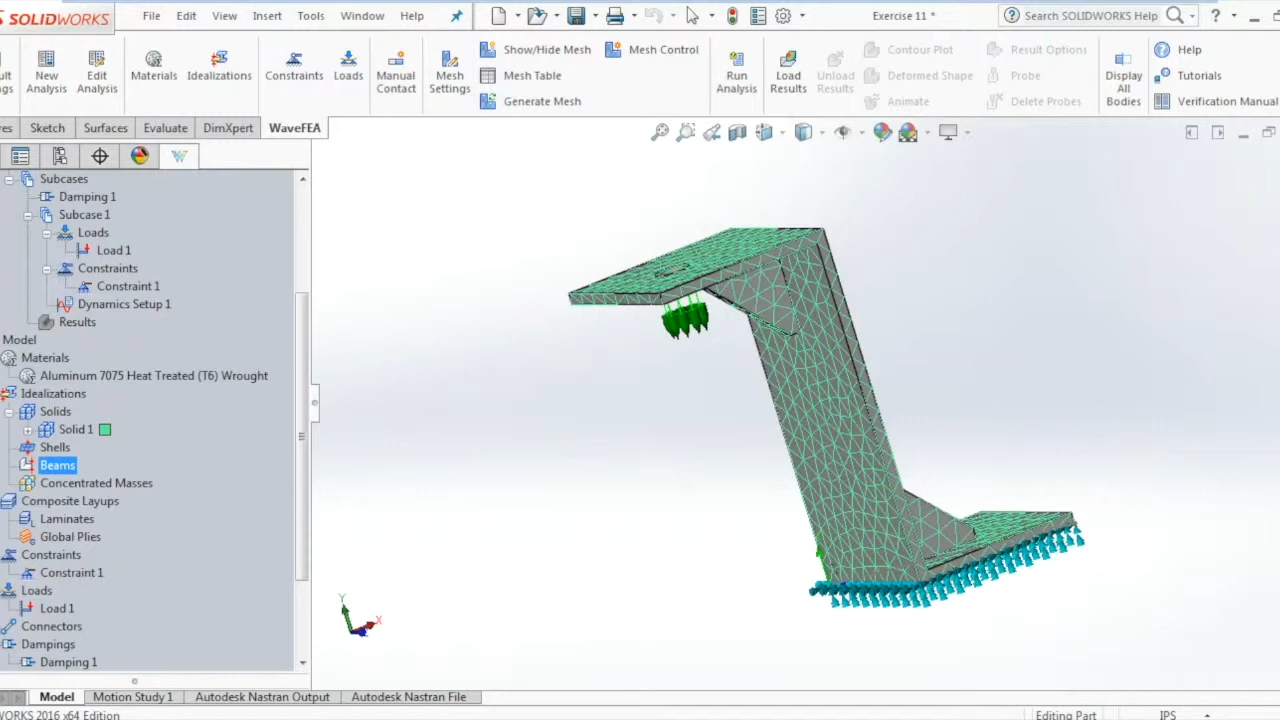 SOLIDWORKS File Edit View Insert Tools Window Help Exercise 11 * Search SOLIDWORKS Help ?
New Analysis
Edit Analysis
Materials
Idealizations
Constraints
Loads
Manual Contact
Mesh Settings
Show/Hide Mesh
Mesh Table
Generate Mesh
Mesh Control
Run Analysis
Load Results
Unload Results
Contour Plot
Deformed Shape
Animate
Result Options
Probe
Delete Probes
Display All Bodies
Help
Tutorials
Verification Manual
Sketch Surfaces Evaluate DimXpert WaveFEA
Subcases
Damping 1
Subcase 1
Loads
Load 1
Constraints
Constraint 1
Dynamics Setup 1
Results
Model
Materials
Aluminum 7075 Heat Treated (T6) Wrought
Idealizations
Solids
Solid 1
Shells
Beams
Concentrated Masses
Composite Layups
Laminates
Global Plies
Constraints
Constraint 1
Loads
Load 1
Connectors
Dampings
Damping 1
Y
X
Model Motion Study 1 Autodesk Nastran Output Autodesk Nastran File
WORKS 2016 x64 Edition Editing Part IPS